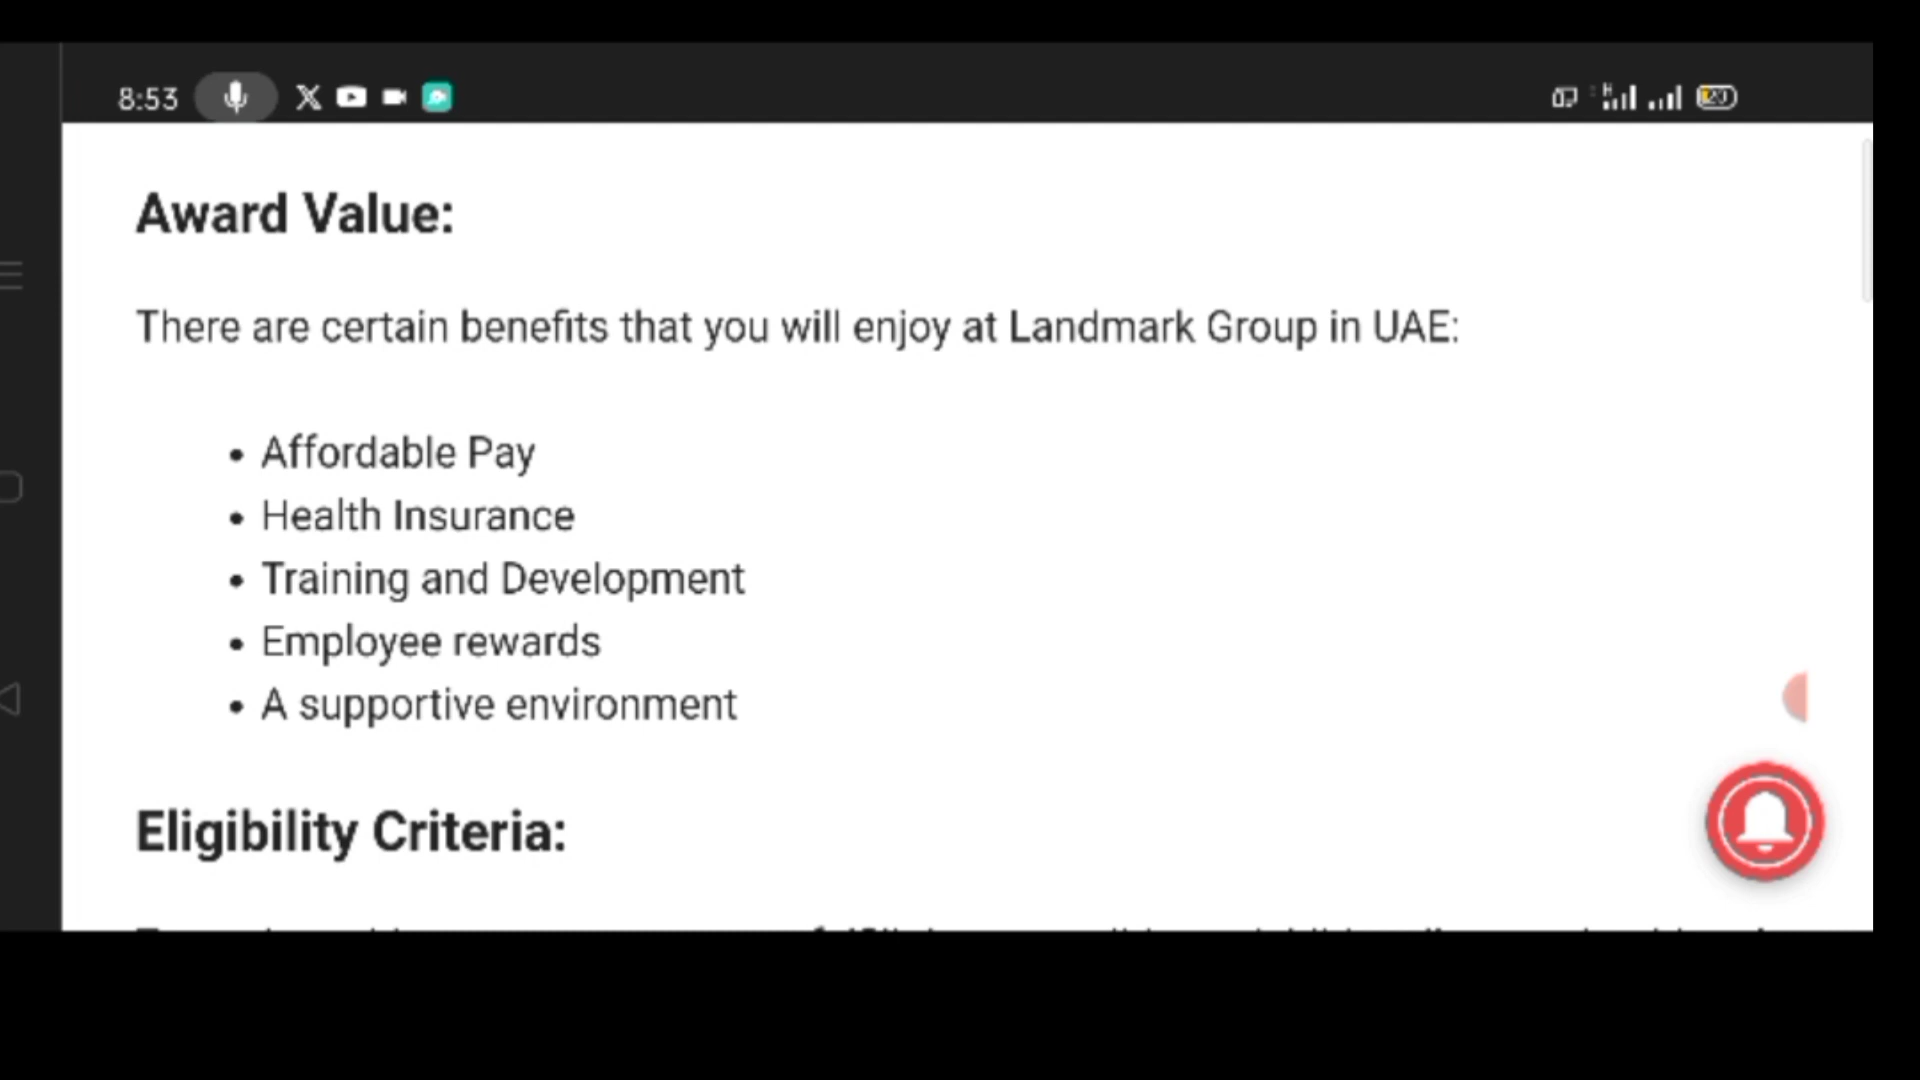 8:53
H
20
Award Value:
There are certain benefits that you will enjoy at Landmark Group in UAE:
• Affordable Pay
• Health Insurance
• Training and Development
• Employee rewards
• A supportive environment
Eligibility Criteria: